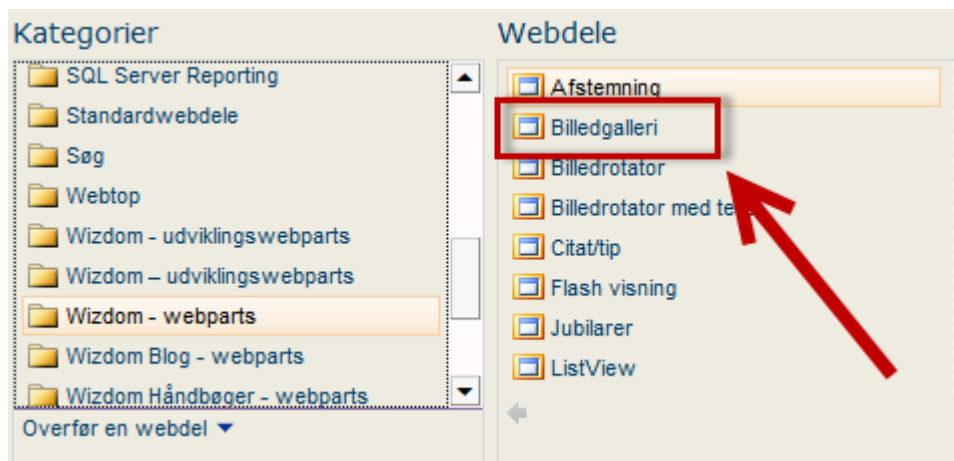 Kategorier
SQL Server Reporting
Standardwebdele
Søg
Webtop
Wizdom - udviklingswebparts
Wizdom – udviklingswebparts
Wizdom - webparts
Wizdom Blog - webparts
Wizdom Håndbøger - webparts
Overfør en webdel
Webdele
Afstemning
Billedgalleri
Billedrotator
Billedrotator med
Citat/tip
Flash visning
Jubilarer
ListView